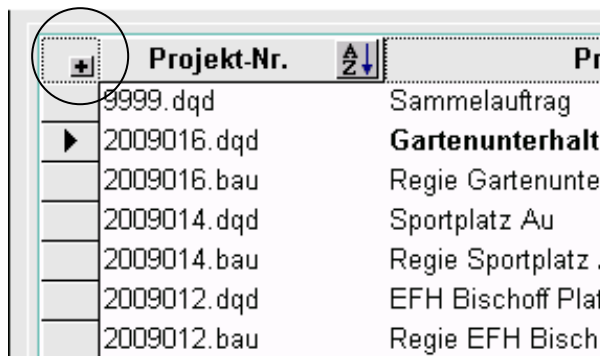 Projekt-Nr.
9999.dqd Sammelauftrag
2009016.dqd Gartenunterhalt
2009016.bau Regie Gartenunte
2009014.dqd Sportplatz Au
2009014.bau Regie Sportplatz
2009012.dqd EFH Bischoff
2009012.bau Regie EFH Bisch